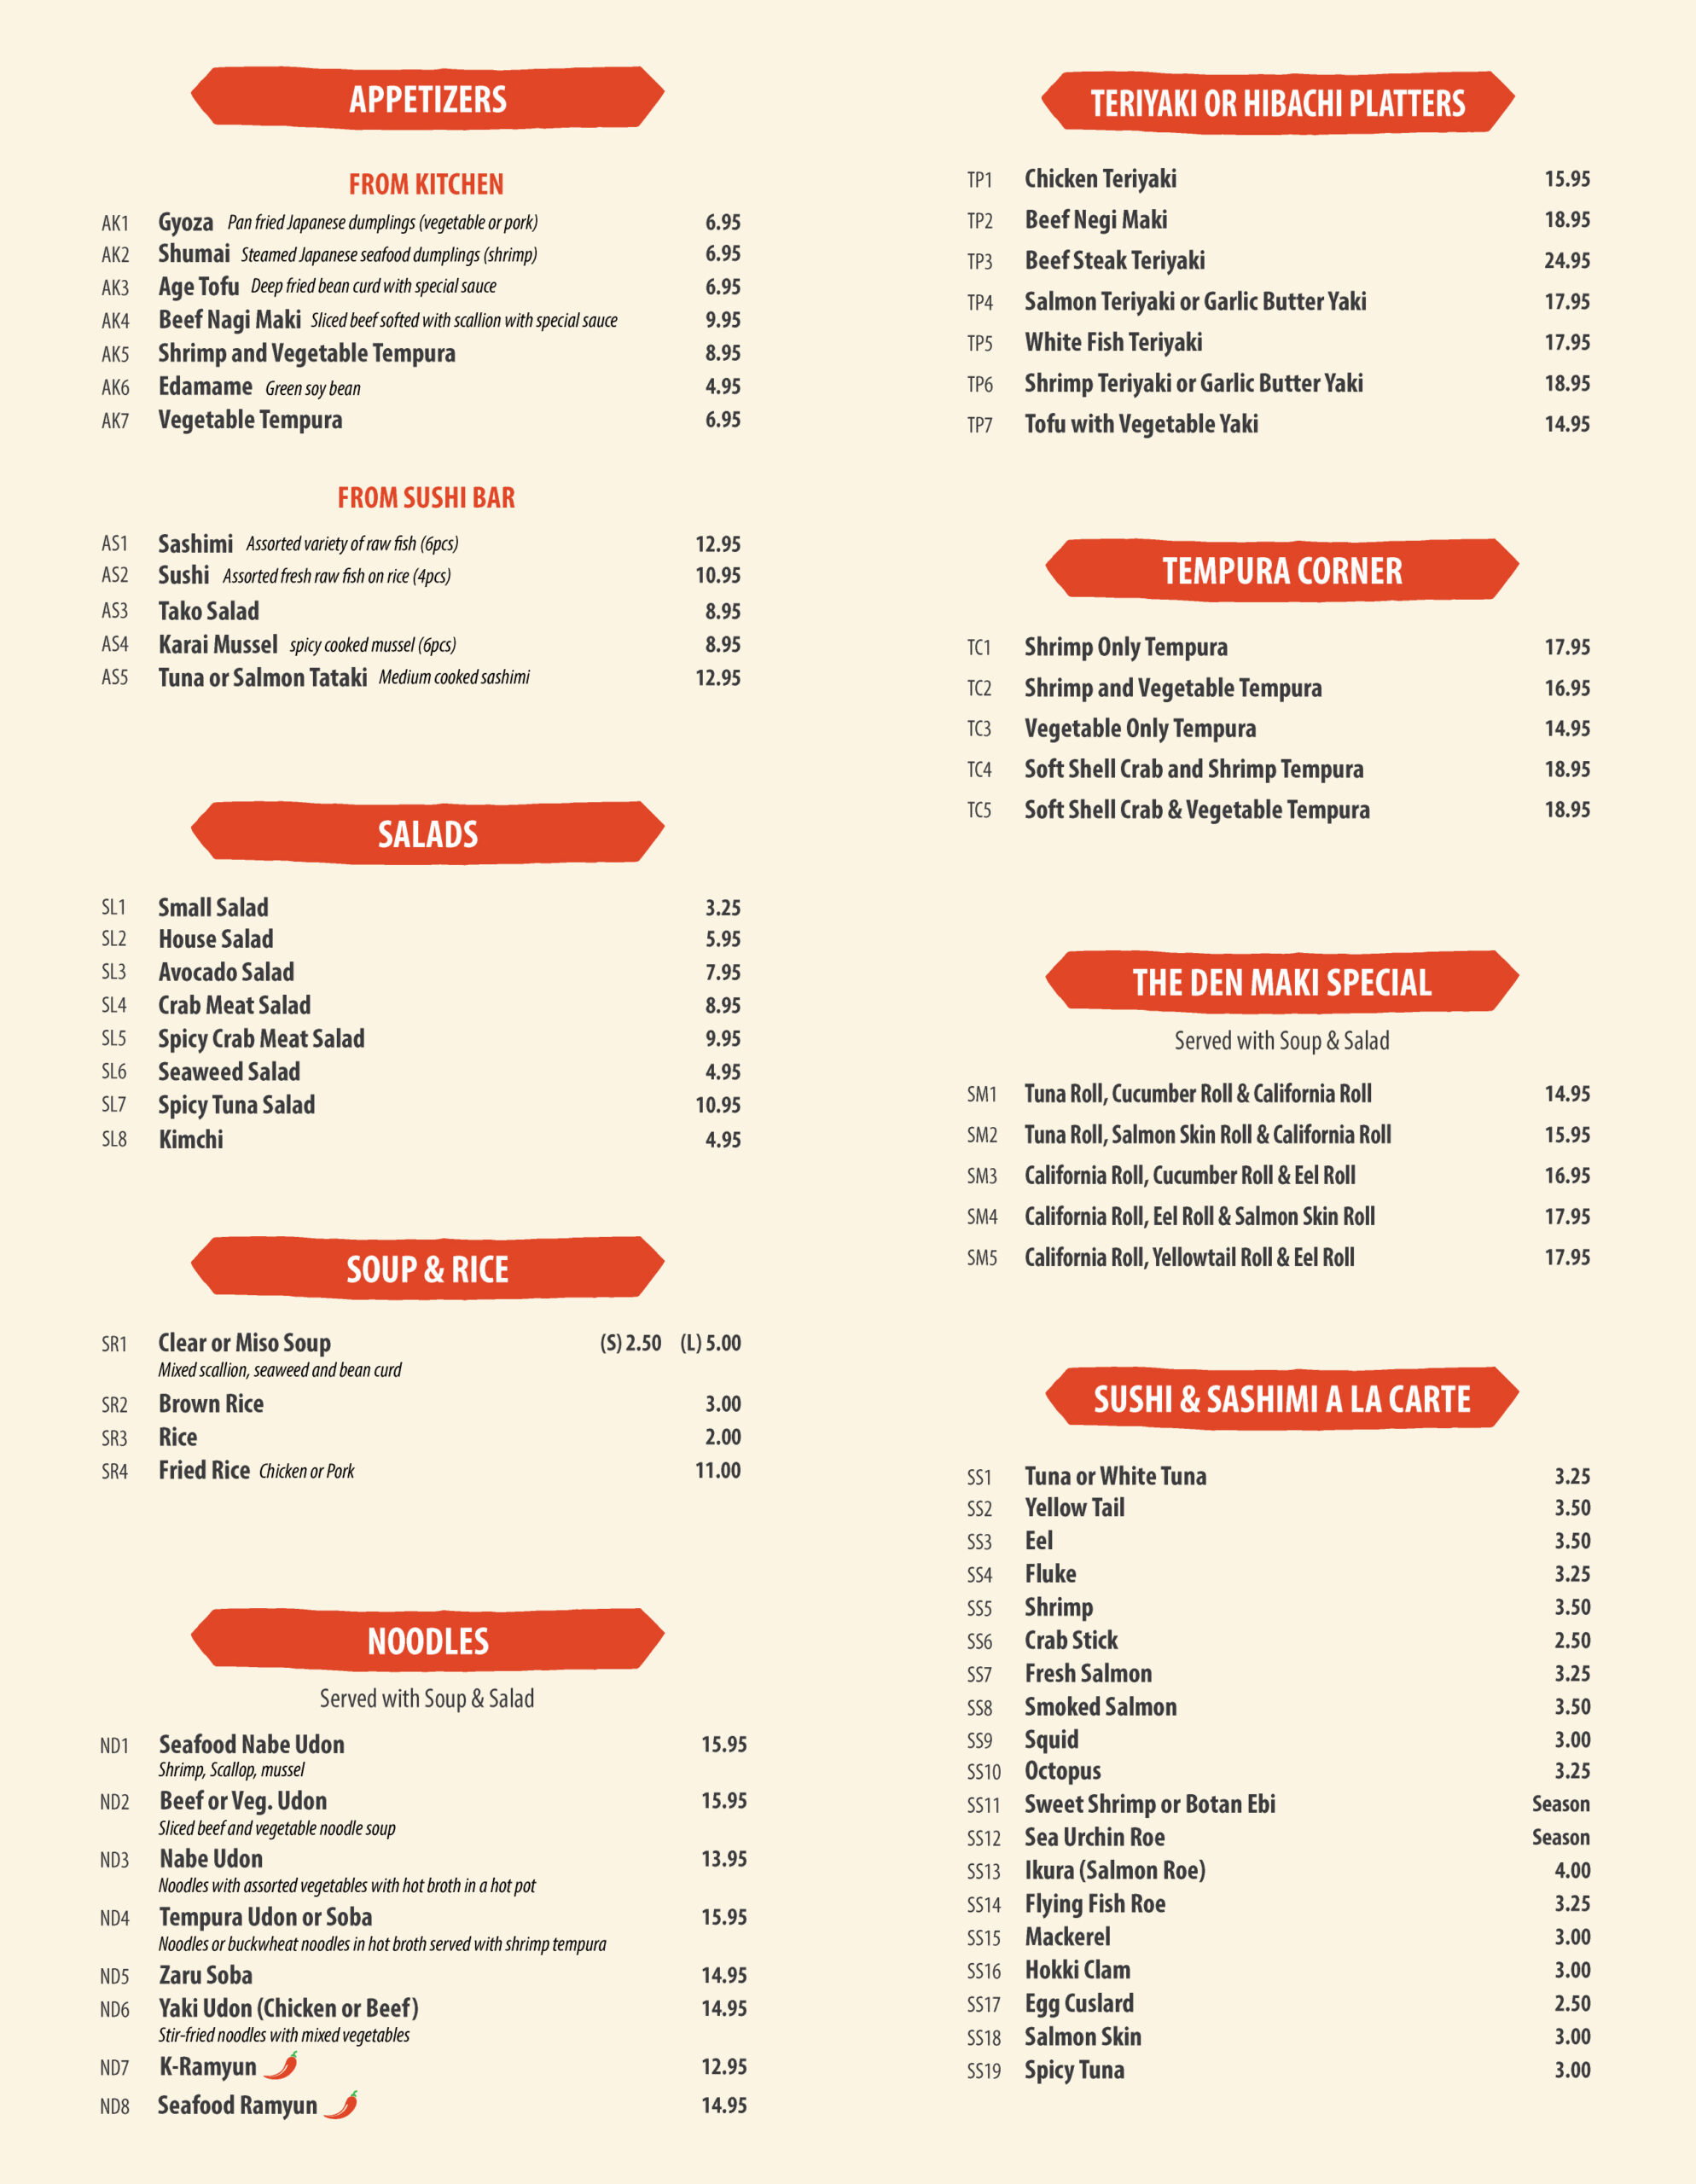 APPETIZERS
FROM KITCHEN
AK1 Gyoza Pan fried Japanese dumplings (vegetable or pork) 6.95
AK2 Shumai Steamed Japanese seafood dumplings (shrimp) 6.95
AK3 Age Tofu Deep fried bean curd with special sauce 6.95
AK4 Beef Nagi Maki Sliced beef softed with scallion with special sauce 9.95
AK5 Shrimp and Vegetable Tempura 8.95
AK6 Edamame Green soy bean 4.95
AK7 Vegetable Tempura 6.95
FROM SUSHI BAR
AS1 Sashimi Assorted variety of raw fish (6pcs) 12.95
AS2 Sushi Assorted fresh raw fish on rice (4pcs) 10.95
AS3 Tako Salad 8.95
AS4 Karai Mussel spicy cooked mussel (6pcs) 8.95
AS5 Tuna or Salmon Tataki Medium cooked sashimi 12.95
SALADS
SL1 Small Salad 3.25
SL2 House Salad 5.95
SL3 Avocado Salad 7.95
SL4 Crab Meat Salad 8.95
SL5 Spicy Crab Meat Salad 9.95
SL6 Seaweed Salad 4.95
SL7 Spicy Tuna Salad 10.95
SL8 Kimchi 4.95
SOUP & RICE
SR1 Clear or Miso Soup (S) 2.50 (L) 5.00
Mixed scallion, seaweed and bean curd
SR2 Brown Rice 3.00
SR3 Rice 2.00
SR4 Fried Rice Chicken or Pork 11.00
NOODLES
Served with Soup & Salad
ND1 Seafood Nabe Udon 15.95
Shrimp, Scallop, mussel
ND2 Beef or Veg. Udon 15.95
Sliced beef and vegetable noodle soup
ND3 Nabe Udon 13.95
Noodles with assorted vegetables with hot broth in a hot pot
ND4 Tempura Udon or Soba 15.95
Noodles or buckwheat noodles in hot broth served with shrimp tempura
ND5 Zaru Soba 14.95
ND6 Yaki Udon (Chicken or Beef) 14.95
Stir-fried noodles with mixed vegetables
ND7 K-Ramyun 12.95
ND8 Seafood Ramyun 14.95
TERIYAKI OR HIBACHI PLATTERS
TP1 Chicken Teriyaki 15.95
TP2 Beef Negi Maki 18.95
TP3 Beef Steak Teriyaki 24.95
TP4 Salmon Teriyaki or Garlic Butter Yaki 17.95
TP5 White Fish Teriyaki 17.95
TP6 Shrimp Teriyaki or Garlic Butter Yaki 18.95
TP7 Tofu with Vegetable Yaki 14.95
TEMPURA CORNER
TC1 Shrimp Only Tempura 17.95
TC2 Shrimp and Vegetable Tempura 16.95
TC3 Vegetable Only Tempura 14.95
TC4 Soft Shell Crab and Shrimp Tempura 18.95
TC5 Soft Shell Crab & Vegetable Tempura 18.95
THE DEN MAKI SPECIAL
Served with Soup & Salad
SM1 Tuna Roll, Cucumber Roll & California Roll 14.95
SM2 Tuna Roll, Salmon Skin Roll & California Roll 15.95
SM3 California Roll, Cucumber Roll & Eel Roll 16.95
SM4 California Roll, Eel Roll & Salmon Skin Roll 17.95
SM5 California Roll, Yellowtail Roll & Eel Roll 17.95
SUSHI & SASHIMI A LA CARTE
SS1 Tuna or White Tuna 3.25
SS2 Yellow Tail 3.50
SS3 Eel 3.50
SS4 Fluke 3.25
SS5 Shrimp 3.50
SS6 Crab Stick 2.50
SS7 Fresh Salmon 3.25
SS8 Smoked Salmon 3.50
SS9 Squid 3.00
SS10 Octopus 3.25
SS11 Sweet Shrimp or Botan Ebi Season
SS12 Sea Urchin Roe Season
SS13 Ikura (Salmon Roe) 4.00
SS14 Flying Fish Roe 3.25
SS15 Mackerel 3.00
SS16 Hokki Clam 3.00
SS17 Egg Cuslard 2.50
SS18 Salmon Skin 3.00
SS19 Spicy Tuna 3.00